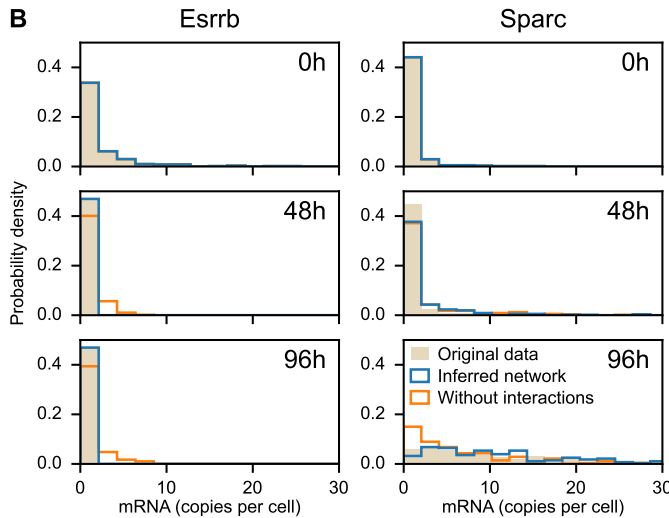 B
Esrrb
Sparc
0.4
0.2
0.0
0h
0h
0.4
0.2
0.0
48h
48h
Probability density
0.4
0.2
0.0
96h
96h
Original data
Inferred network
Without interactions
0
10
20
30
0
10
20
30
mRNA (copies per cell)
mRNA (copies per cell)